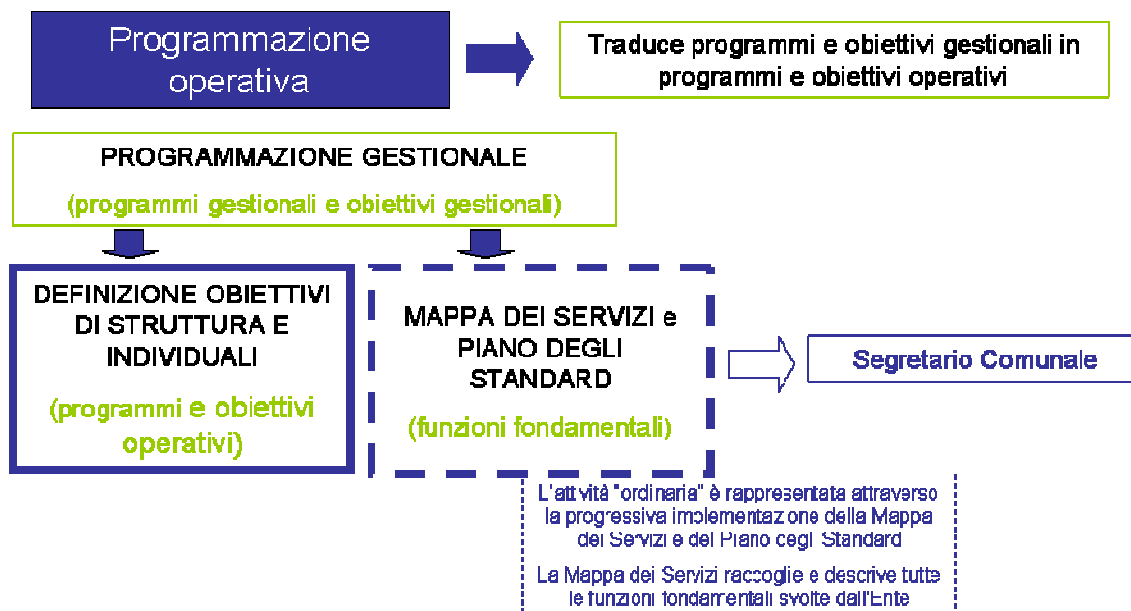 Programmazione
operativa
Traduce programmi e obiettivi gestionali in
programmi e obiettivi operativi
PROGRAMMAZIONE GESTIONALE
(programmi gestionali e obiettivi gestionali)
DEFINIZIONE OBIETTIVI
DI STRUTTURA E
INDIVIDUALI
(programmi e obiettivi
operativi)
MAPPA DEI SERVIZI e
PIANO DEGLI
STANDARD
(funzioni fondamentali)
Segretario Comunale
L'attività "ordinaria" è rappresentata attraverso
la progressiva implementazione della Mappa
dei Servizi e del Piano degli Standard
La Mappa dei Servizi raccoglie e descrive tutte
le funzioni fondamentali svolte dall'Ente